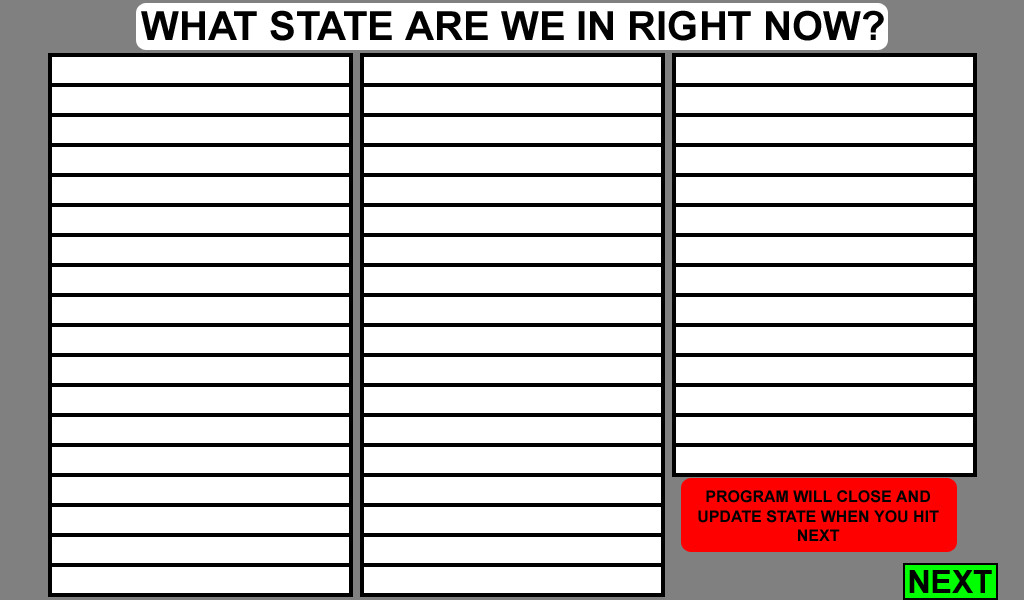 WHAT STATE ARE WE IN RIGHT NOW?
PROGRAM WILL CLOSE AND
UPDATE STATE WHEN YOU HIT
NEXT
NEXT